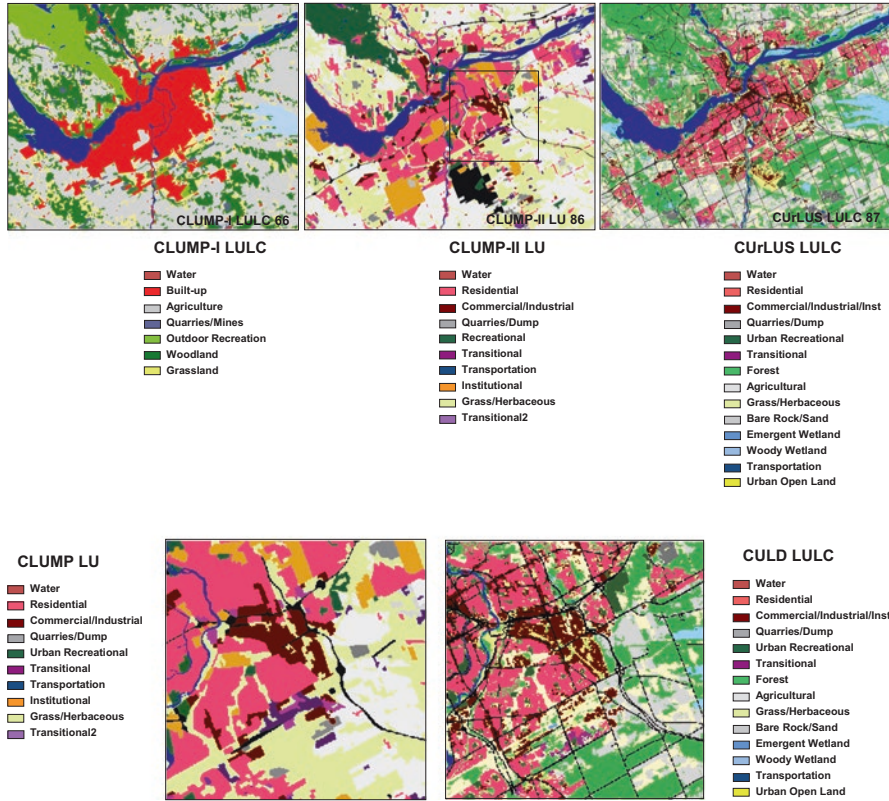 CLUMP-I LULC 66
CLUMP-II LU 86
CUrLUS LULC 87
CLUMP-I LULC
Water
Built-up
Agriculture
Quarries/Mines
Outdoor Recreation
Woodland
Grassland
CLUMP-II LU
Water
Residential
Commercial/Industrial
Quarries/Dump
Recreational
Transitional
Transportation
Institutional
Grass/Herbaceous
Transitional2
CUrLUS LULC
Water
Residential
Commercial/Industrial/Inst
Quarries/Dump
Urban Recreational
Transitional
Forest
Agricultural
Grass/Herbaceous
Bare Rock/Sand
Emergent Wetland
Woody Wetland
Transportation
Urban Open Land
CLUMP LU
Water
Residential
Commercial/Industrial
Quarries/Dump
Urban Recreational
Transitional
Transportation
Institutional
Grass/Herbaceous
Transitional2
CULD LULC
Water
Residential
Commercial/Industrial/Inst
Quarries/Dump
Urban Recreational
Transitional
Forest
Agricultural
Grass/Herbaceous
Bare Rock/Sand
Emergent Wetland
Woody Wetland
Transportation
Urban Open Land